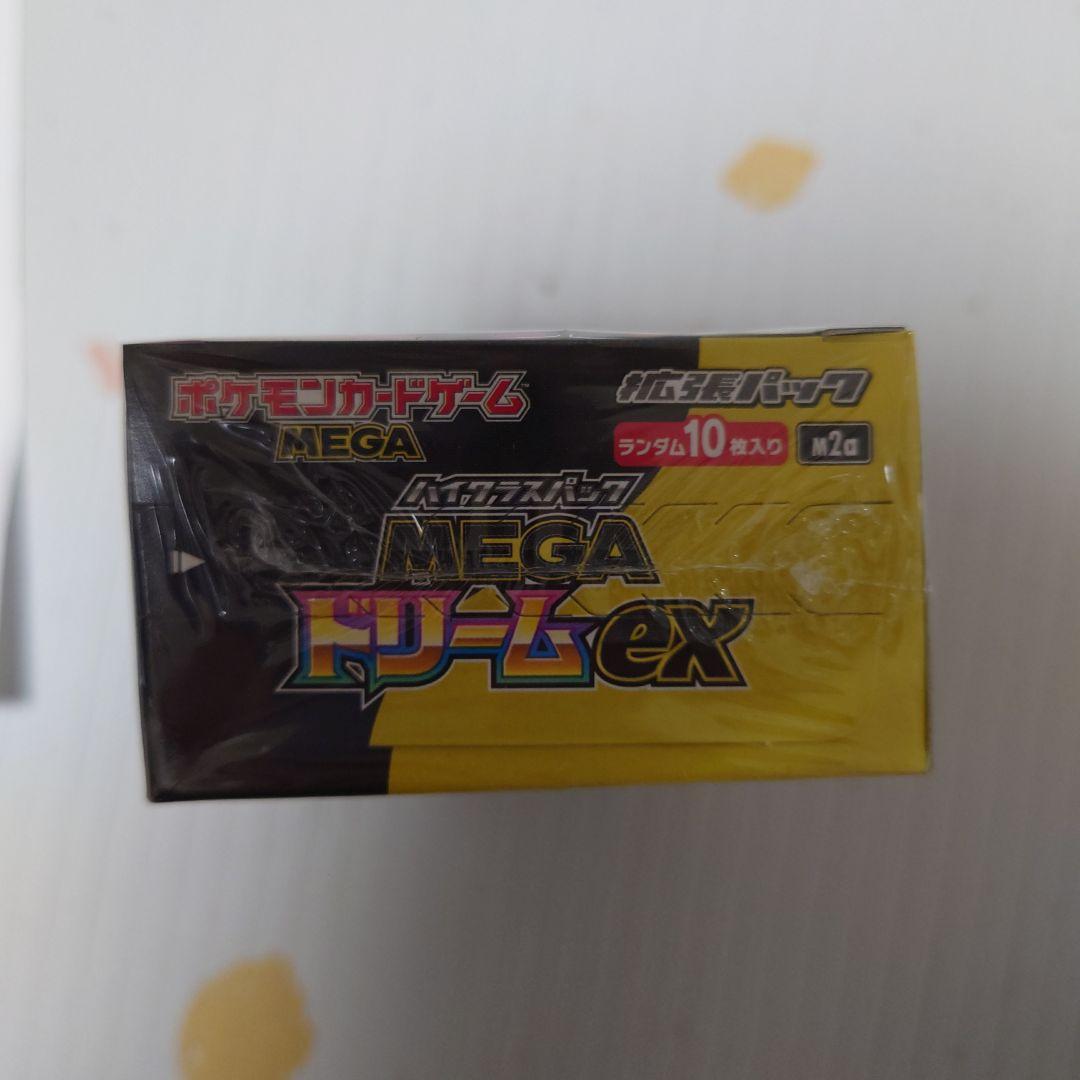 ポケモンカードゲーム
MEGA
拡張パック
ランダム10枚入り M2a
ハイクラスパック
MEGA
ドリームex